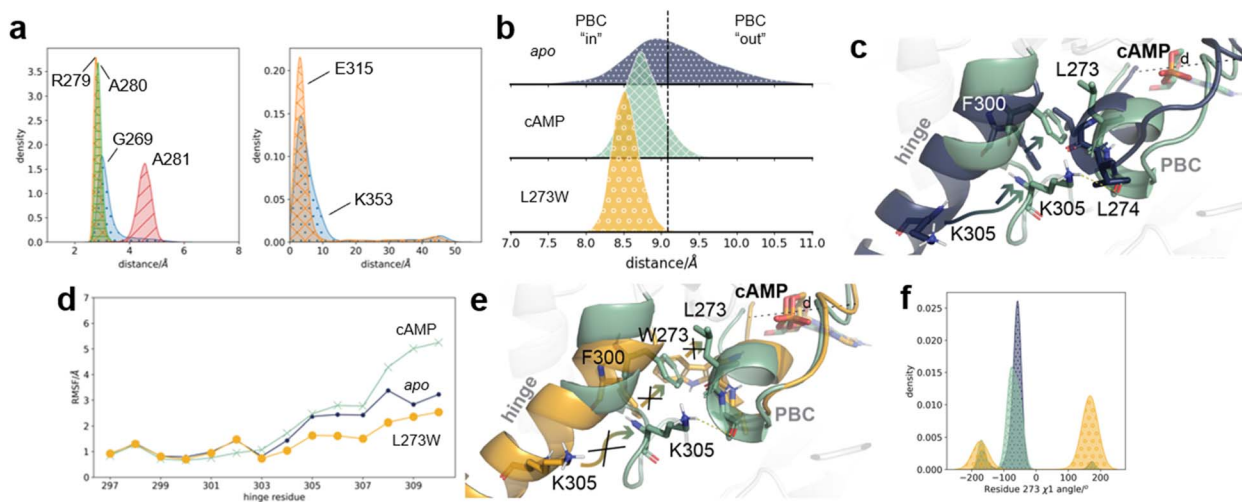 a
3.5
3.0
2.5
2.0
1.5
1.0
0.5
0.0
density
R279
A280
G269
A281
2
4
6
8
distance/Å
0.20
0.15
0.10
0.05
0.00
density
E315
K353
0
10
20
30
40
50
distance/Å
b
PBC
"in"
PBC
"out"
apo
cAMP
L273W
7.0
7.5
8.0
8.5
9.0
9.5
10.0
10.5
11.0
distance/Å
c
cAMP
d
L273
F300
hinge
PBC
K305
L274
K305
d
7
6
5
4
3
2
1
0
RMSF/Å
cAMP
apo
L273W
297
299
301
303
305
307
309
hinge residue
e
cAMP
d
L273
W273
F300
hinge
PBC
K305
K305
f
0.025
0.020
0.015
0.010
0.005
0.000
density
−200
−100
0
100
200
Residue 273 χ1 angle/°